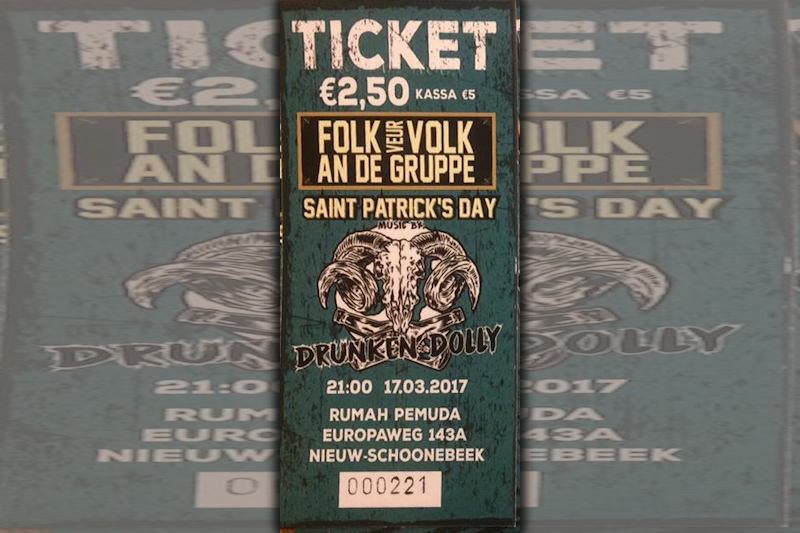 TICKET
€2,50 KASSA €5
FOLK VEUR VOLK
AN DE GRUPPE
SAINT PATRICK'S DAY
MUSIC BY
DRUNKEN DOLLY
21:00 17.03.2017
RUMAH PEMUDA
EUROPAWEG 143A
NIEUW-SCHOONEBEEK
000221